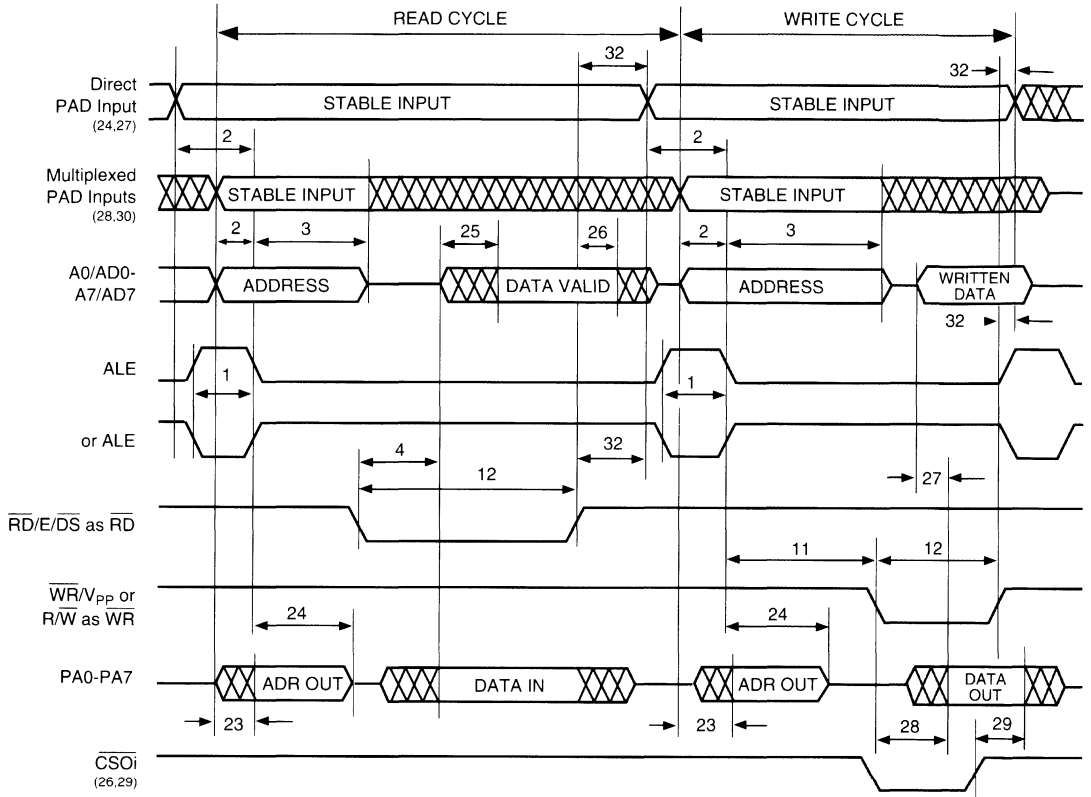 READ CYCLE
WRITE CYCLE
32
32
Direct
PAD Input
(24,27)
STABLE INPUT
STABLE INPUT
2
2
Multiplexed
PAD Inputs
(28,30)
STABLE INPUT
STABLE INPUT
2
3
25
26
2
3
A0/AD0-
A7/AD7
ADDRESS
DATA VALID
ADDRESS
WRITTEN
DATA
32
ALE
1
1
or ALE
4
32
12
27
RD/E/DS as RD
11
12
WR/VPP or
R/W as WR
24
24
PA0-PA7
ADR OUT
DATA IN
ADR OUT
DATA
OUT
23
23
28
29
CSOi
(26,29)